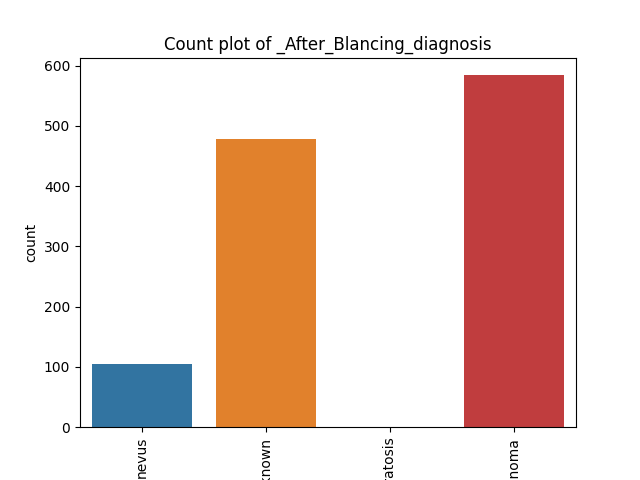 Count plot of _After_Blancing_diagnosis
600
500
400
300
200
100
0
count
nevus
known
ratosis
noma